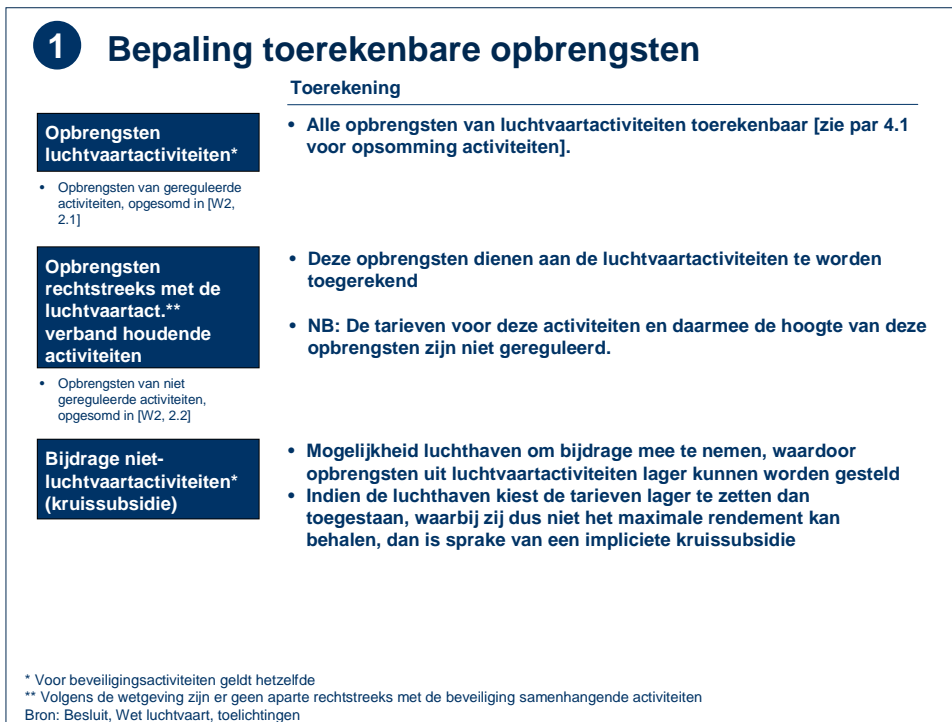 1 Bepaling toerekenbare opbrengsten
Toerekening
Opbrengsten
luchtvaartactiviteiten*
• Opbrengsten van gereguleerde
activiteiten, opgesomd in [W2,
2.1]
• Alle opbrengsten van luchtvaartactiviteiten toerekenbaar [zie par 4.1
voor opsomming activiteiten].
Opbrengsten
rechtstreeks met de
luchtvaartact.**
verband houdende
activiteiten
• Opbrengsten van niet
gereguleerde activiteiten,
opgesomd in [W2, 2.2]
• Deze opbrengsten dienen aan de luchtvaartactiviteiten te worden
toegerekend
• NB: De tarieven voor deze activiteiten en daarmee de hoogte van deze
opbrengsten zijn niet gereguleerd.
Bijdrage niet-
luchtvaartactiviteiten*
(kruissubsidie)
• Mogelijkheid luchthaven om bijdrage mee te nemen, waardoor
opbrengsten uit luchtvaartactiviteiten lager kunnen worden gesteld
• Indien de luchthaven kiest de tarieven lager te zetten dan
toegestaan, waarbij zij dus niet het maximale rendement kan
behalen, dan is sprake van een impliciete kruissubsidie
* Voor beveiligingsactiviteiten geldt hetzelfde
** Volgens de wetgeving zijn er geen aparte rechtstreeks met de beveiliging samenhangende activiteiten
Bron: Besluit, Wet luchtvaart, toelichtingen